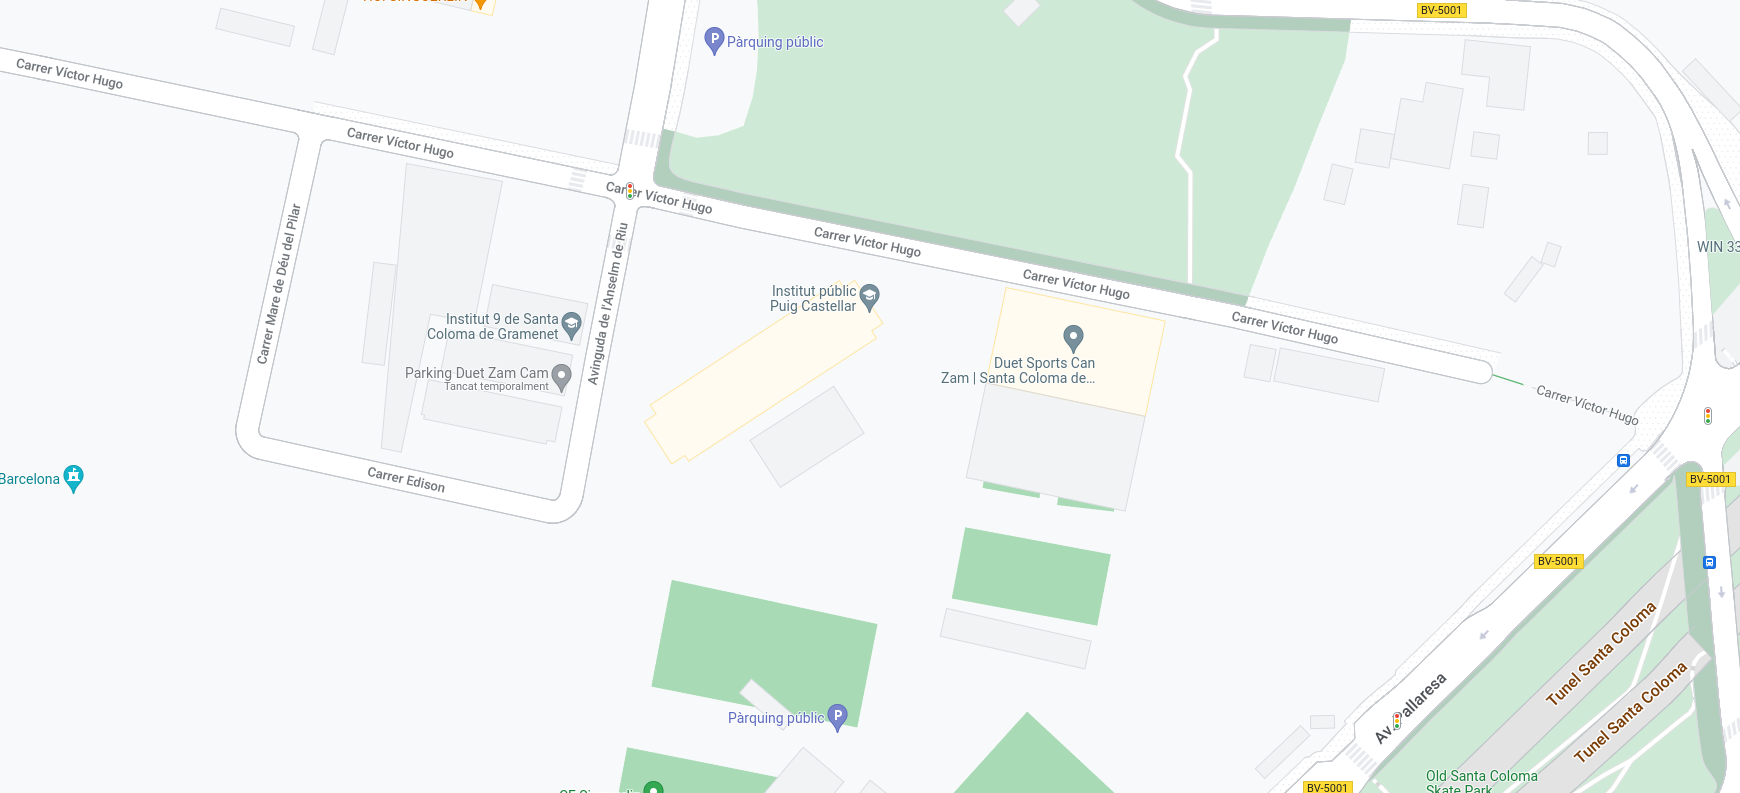 BV-5001
P
Pàrquing públic
Carrer Víctor Hugo
Carrer Víctor Hugo
Carrer Víctor Hugo
Carrer Víctor Hugo
Carrer Víctor Hugo
Carrer Víctor Hugo
Carrer Víctor Hugo
Carrer Mare de Déu del Pilar
Avinguda de l'Anselm de Riu
WIN 33
Institut públic
Puig Castellar
Institut 9 de Santa
Coloma de Gramenet
Duet Sports Can
Zam | Santa Coloma de...
Parking Duet Zam Cam
Tancat temporalment
Barcelona
Carrer Edison
BV-5001
BV-5001
Tunel Santa Coloma
Tunel Santa Coloma
Av. Pallaresa
Pàrquing públic
P
Old Santa Coloma
Skate Park
BV-5001